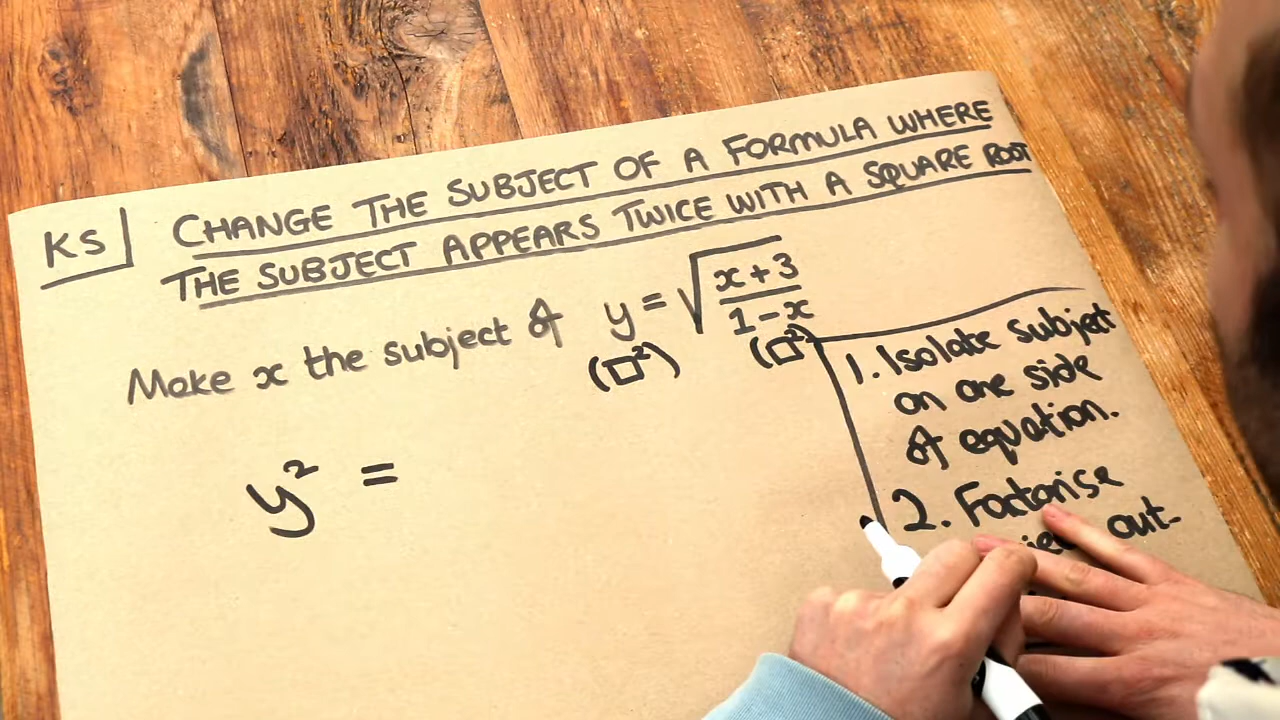 KS CHANGE THE SUBJECT OF A FORMULA WHERE
THE SUBJECT APPEARS TWICE WITH A SQUARE ROOT
Make x the subject of y = √((x + 3)/(1 − x))
(□²) (□²)
y² =
1. Isolate subject
on one side
of equation.
2. Factorise
out.